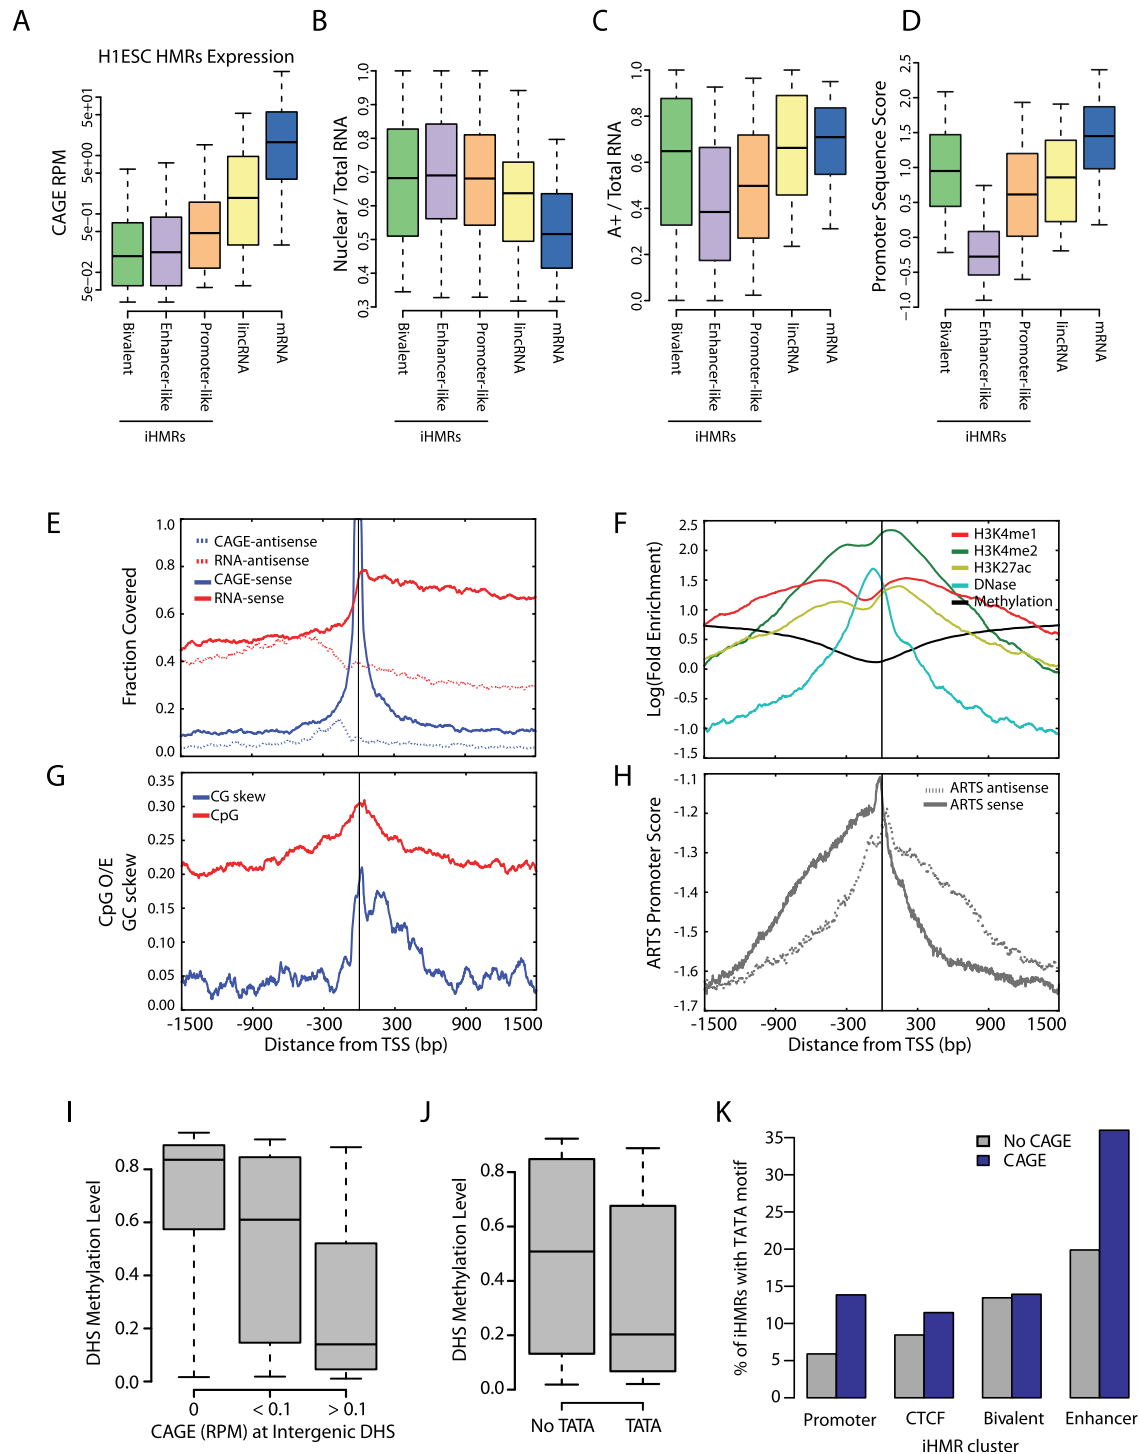 A
H1ESC HMRs Expression
CAGE RPM
5e-02 5e-01 5e+00 5e+01
Bivalent
Enhancer-like
Promoter-like
lincRNA
mRNA
iHMRs
B
Nuclear / Total RNA
0.3 0.5 0.6 0.7 0.8 1.0
Bivalent
Enhancer-like
Promoter-like
lincRNA
mRNA
iHMRs
C
A+ / Total RNA
0.0 0.2 0.4 0.6 0.8 1.0
Bivalent
Enhancer-like
Promoter-like
lincRNA
mRNA
iHMRs
D
Promoter Sequence Score
−1.0 −0.5 0.0 0.5 1.0 1.5 2.0 2.5
Bivalent
Enhancer-like
Promoter-like
lincRNA
mRNA
iHMRs
E
Fraction Covered
1.0
0.8
0.6
0.4
0.2
0.0
CAGE-antisense
RNA-antisense
CAGE-sense
RNA-sense
F
Log(Fold Enrichment)
2.5
2.0
1.5
1.0
0.5
0.0
-0.5
-1.0
-1.5
H3K4me1
H3K4me2
H3K27ac
DNase
Methylation
G
CpG O/E
GC sckew
0.35
0.30
0.25
0.20
0.15
0.10
0.05
0.00
CG skew
CpG
-1500 -900 -300 300 900 1500
Distance from TSS (bp)
H
ARTS Promoter Score
-1.1
-1.2
-1.3
-1.4
-1.5
-1.6
-1.7
ARTS antisense
ARTS sense
-1500 -900 -300 300 900 1500
Distance from TSS (bp)
I
DHS Methylation Level
0.8
0.6
0.4
0.2
0.0
0 < 0.1 > 0.1
CAGE (RPM) at Intergenic DHS
J
DHS Methylation Level
0.8
0.6
0.4
0.2
0.0
No TATA TATA
K
% of iHMRs with TATA motif
35
30
25
20
15
10
5
0
No CAGE
CAGE
Promoter CTCF Bivalent Enhancer
iHMR cluster